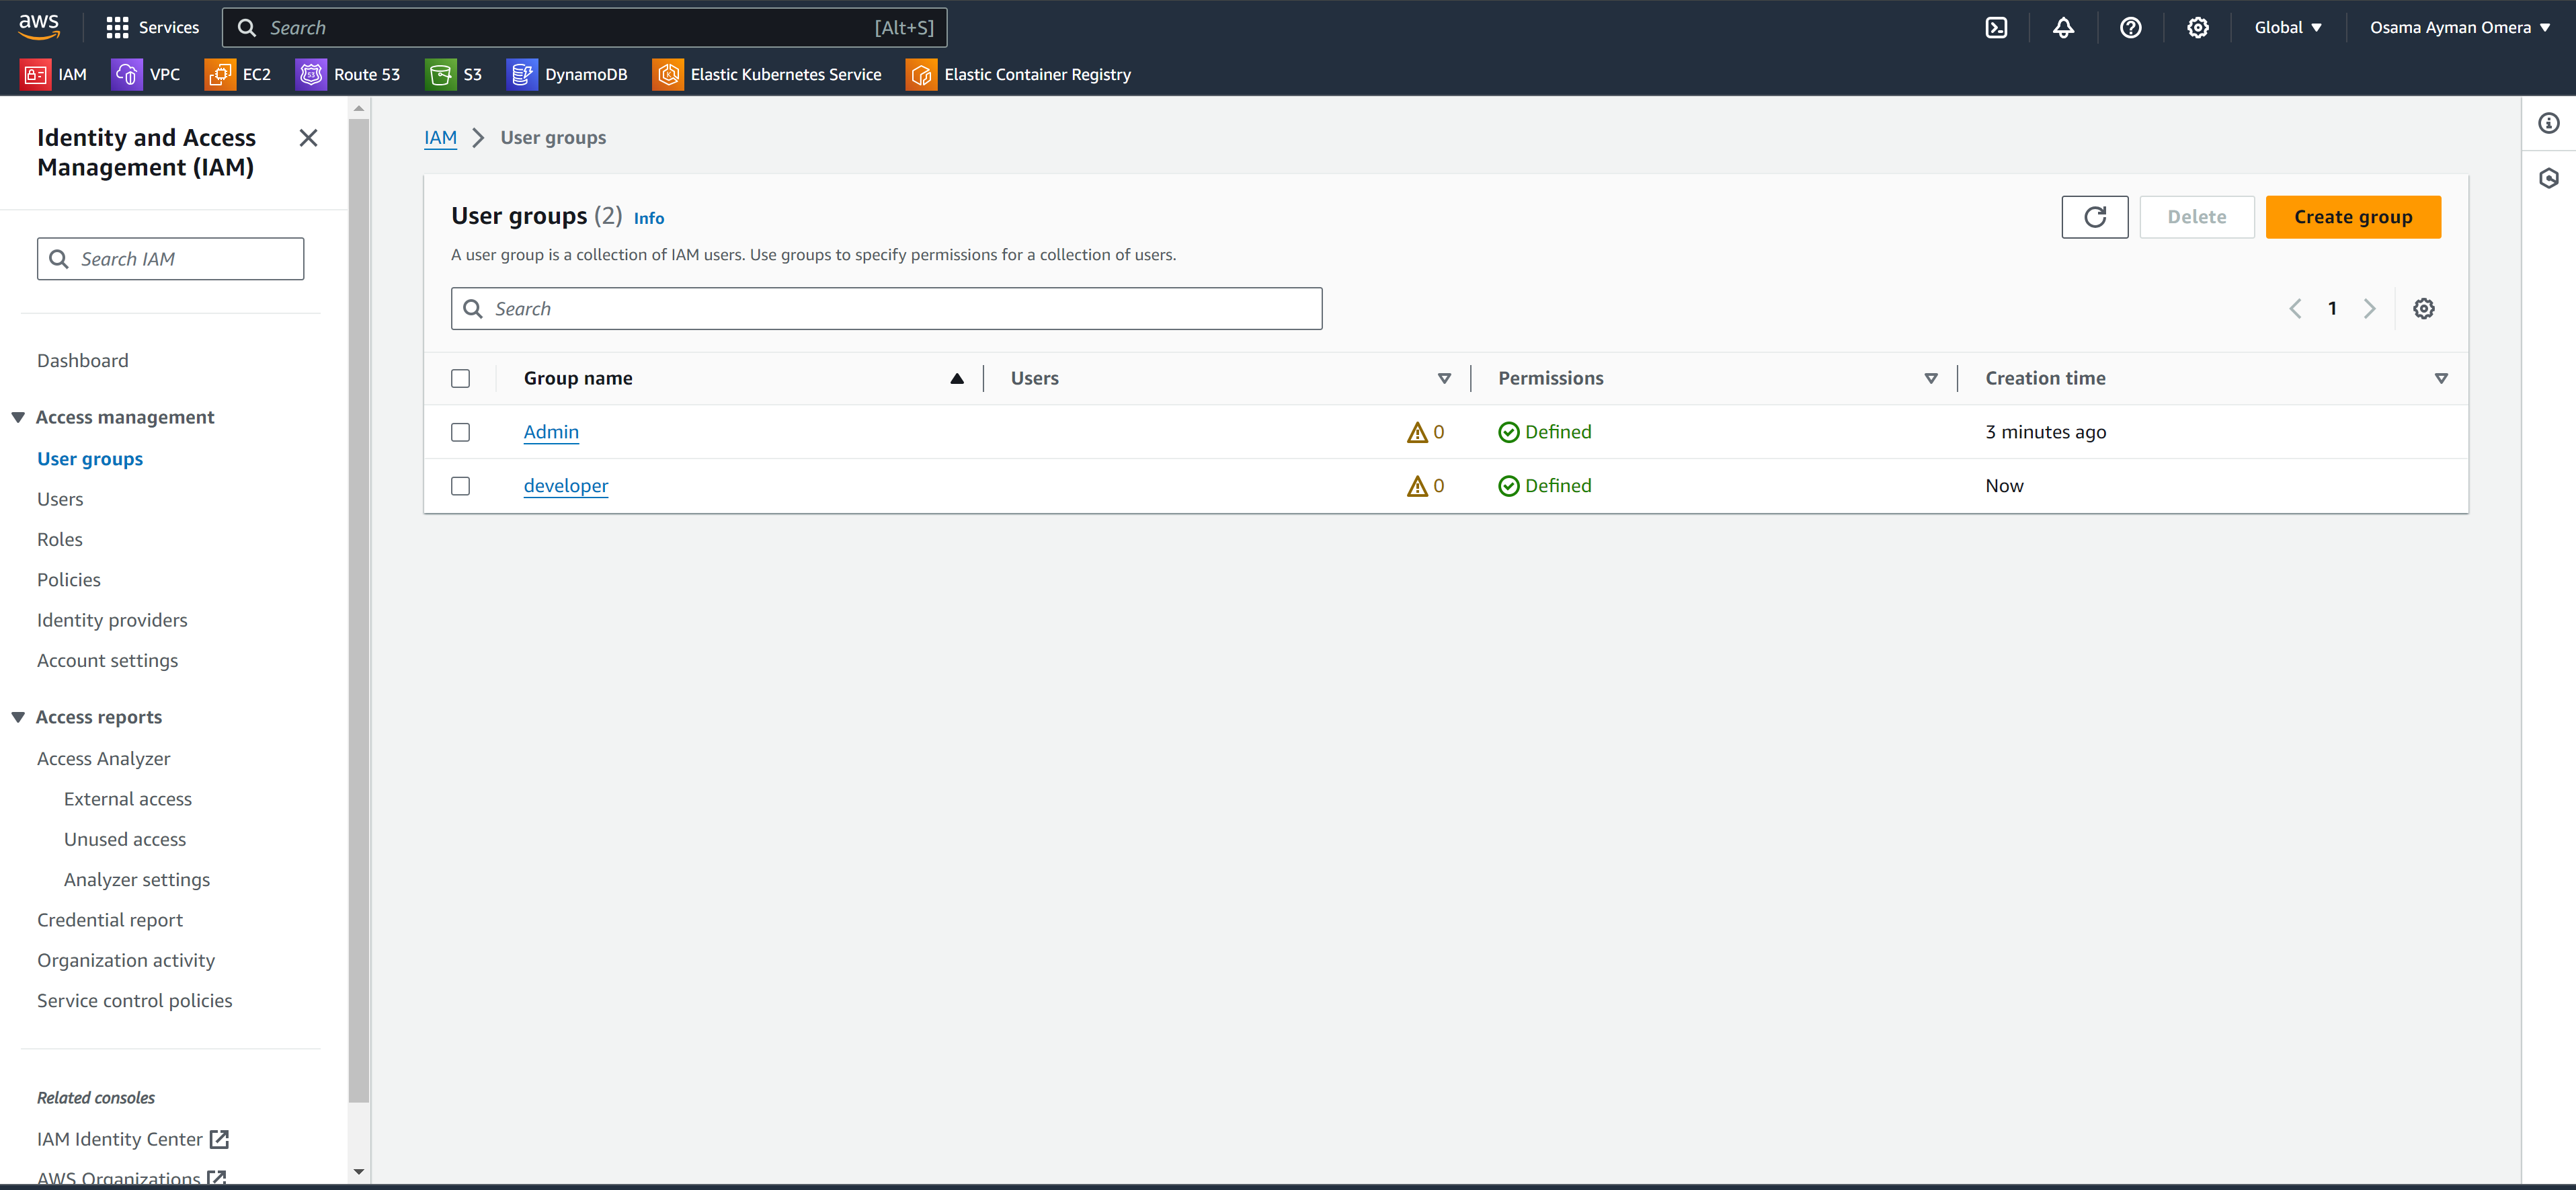 aws
Services
Search
[Alt+S]
Global
Osama Ayman Omera
IAM
VPC
EC2
Route 53
S3
DynamoDB
Elastic Kubernetes Service
Elastic Container Registry
Identity and Access
Management (IAM)
Search IAM
Dashboard
Access management
User groups
Users
Roles
Policies
Identity providers
Account settings
Access reports
Access Analyzer
External access
Unused access
Analyzer settings
Credential report
Organization activity
Service control policies
Related consoles
IAM Identity Center
AWS Organizations
IAM > User groups
User groups (2) Info
A user group is a collection of IAM users. Use groups to specify permissions for a collection of users.
Delete
Create group
Search
1
Group name Users Permissions Creation time
Admin 0 Defined 3 minutes ago
developer 0 Defined Now